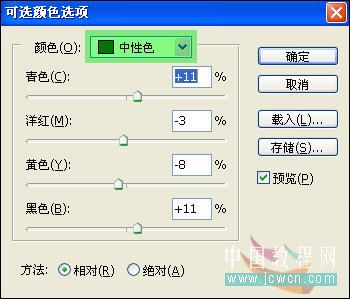 可选颜色选项
颜色(O): 中性色
青色(C): +11 %
洋红(M): -3 %
黄色(Y): -8 %
黑色(B): +11 %
方法: 相对(R) 绝对(A)
确定
取消
载入(L)...
存储(S)...
预览(P)
中国教程网
www.jcwcn.com